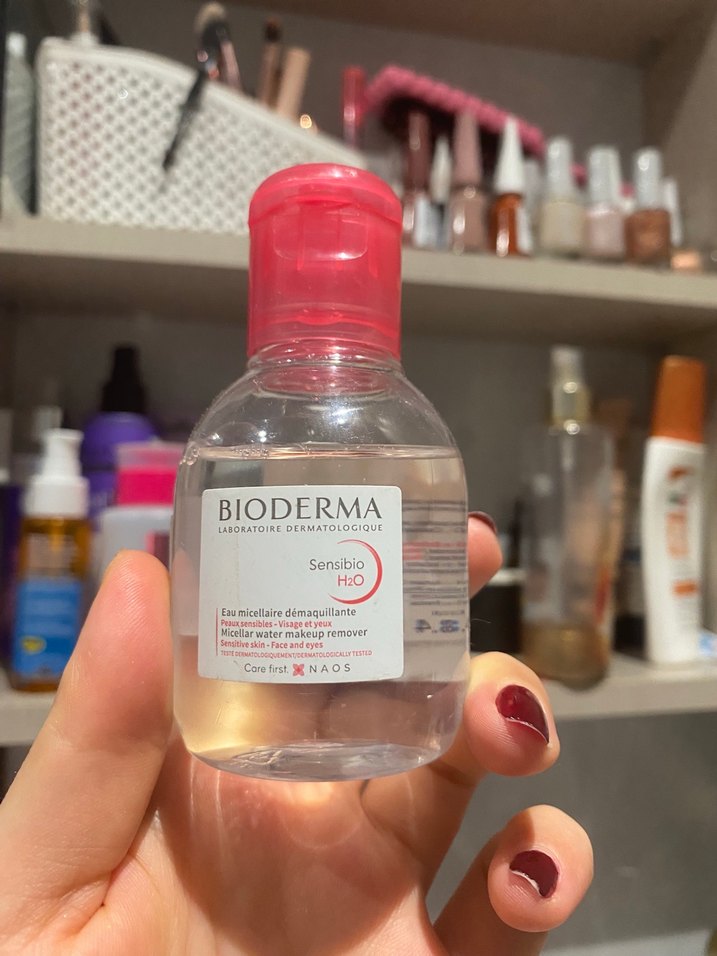 BIODERMA
LABORATOIRE DERMATOLOGIQUE
Sensibio
H2O
Eau micellaire démaquillante
Peaux sensibles - Visage et yeux
Micellar water makeup remover
Sensitive skin - Face and eyes
TESTÉ DERMATOLOGIQUEMENT/DERMATOLOGICALLY TESTED
Care first. NAOS